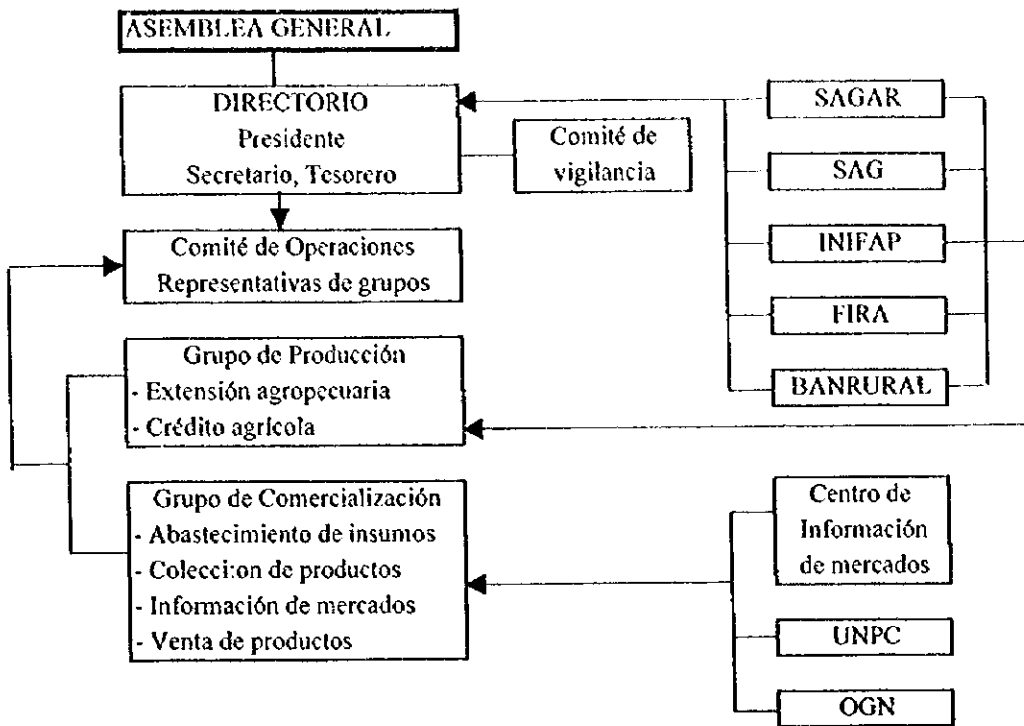 ASEMBLEA GENERAL
DIRECTORIO
Presidente
Secretario, Tesorero
Comité de
vigilancia
Comité de Operaciones
Representativas de grupos
Grupo de Producción
- Extensión agropecuaria
- Crédito agrícola
Grupo de Comercialización
- Abastecimiento de insumos
- Colecci:on de productos
- Información de mercados
- Venta de productos
SAGAR
SAG
INIFAP
FIRA
BANRURAL
Centro de
Información
de mercados
UNPC
OGN